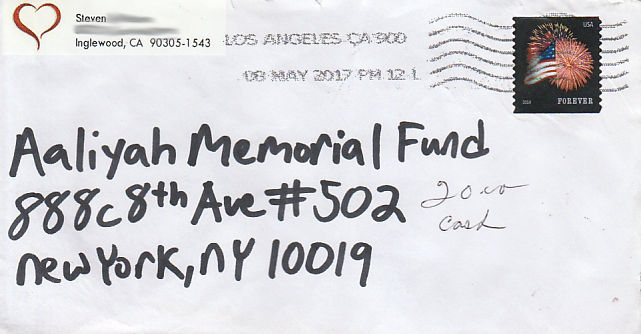 Steven
Inglewood, CA 90305-1543
LOS ANGELES CA 900
08 MAY 2017 PM 12 L
USA
2014 FOREVER
Aaliyah Memorial Fund
888c 8th Ave #502
new York, NY 10019
20.00
cash